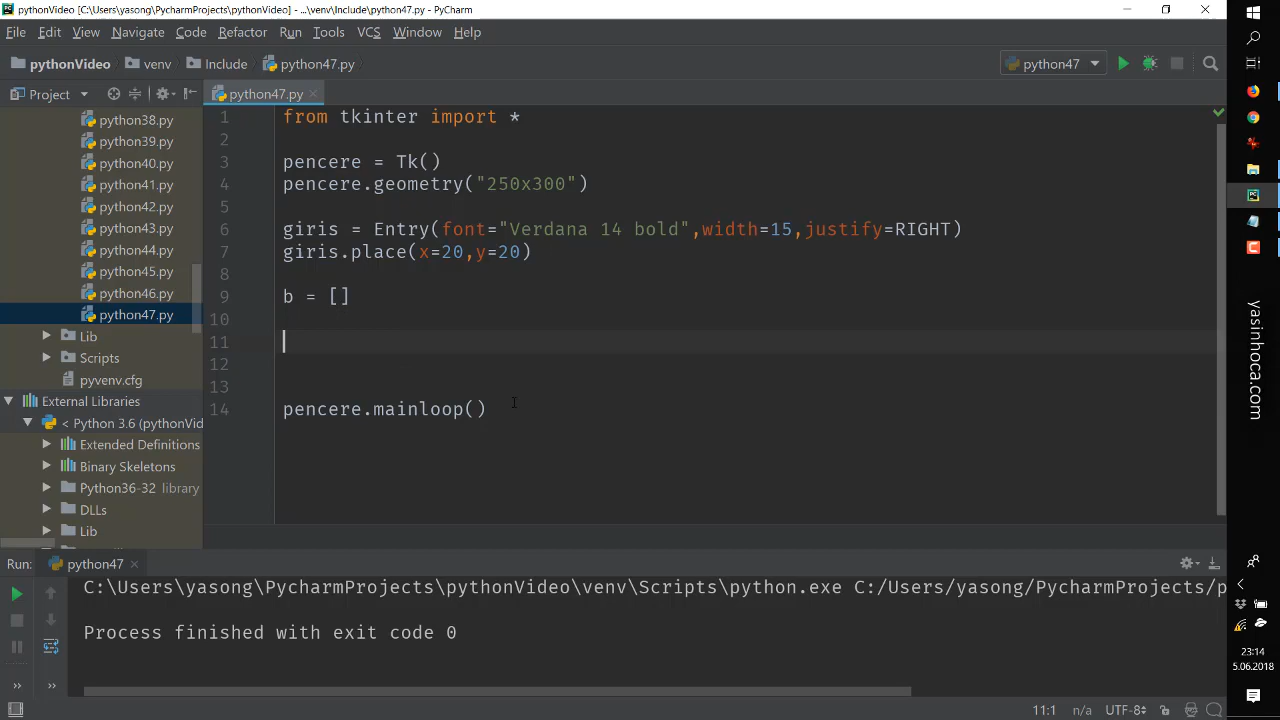 pythonVideo [C:\Users\yasong\PycharmProjects\pythonVideo] - ...\venv\Include\python47.py - PyCharm
File Edit View Navigate Code Refactor Run Tools VCS Window Help
pythonVideo venv Include python47.py python47
Project python47.py
python38.py
python39.py
python40.py
python41.py
python42.py
python43.py
python44.py
python45.py
python46.py
python47.py
Lib
Scripts
pyvenv.cfg
External Libraries
< Python 3.6 (pythonVid
Extended Definitions
Binary Skeletons
Python36-32 library
DLLs
Lib
1 from tkinter import *
2
3 pencere = Tk()
4 pencere.geometry("250x300")
5
6 giris = Entry(font="Verdana 14 bold",width=15,justify=RIGHT)
7 giris.place(x=20,y=20)
8
9 b = []
10
11
12
13
14 pencere.mainloop()
Run: python47
C:\Users\yasong\PycharmProjects\pythonVideo\venv\Scripts\python.exe C:/Users/yasong/PycharmProjects/p
Process finished with exit code 0
11:1 n/a UTF-8
yasinhoca.com
23:14
5.06.2018